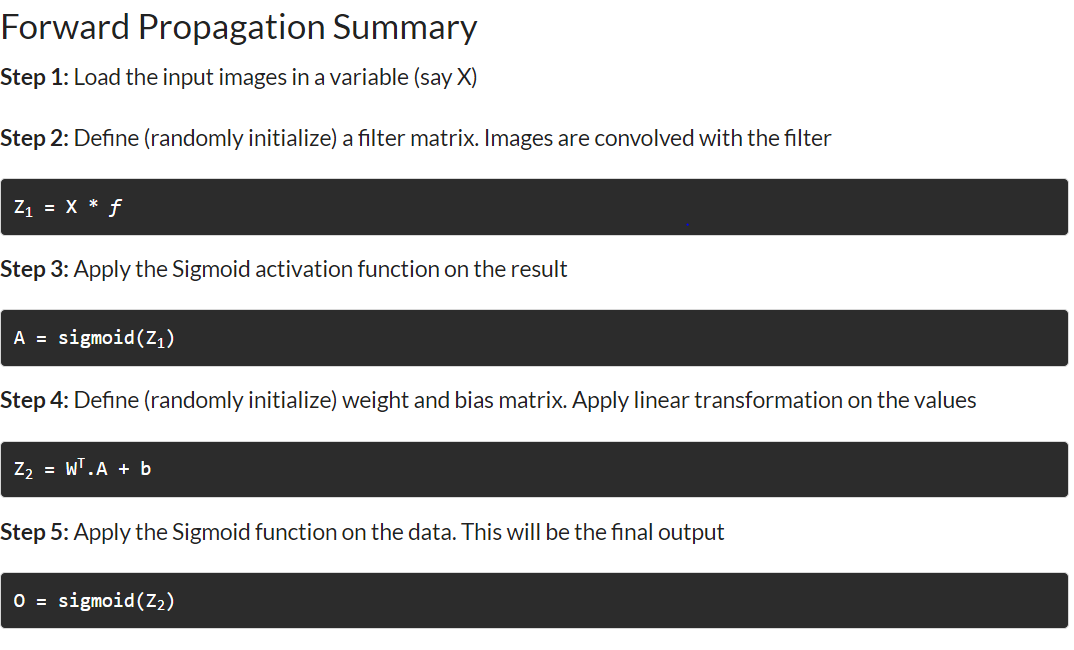 Forward Propagation Summary
Step 1: Load the input images in a variable (say X)
Step 2: Define (randomly initialize) a filter matrix. Images are convolved with the filter
Z₁ = X * f
Step 3: Apply the Sigmoid activation function on the result
A = sigmoid(Z₁)
Step 4: Define (randomly initialize) weight and bias matrix. Apply linear transformation on the values
Z₂ = Wᵀ.A + b
Step 5: Apply the Sigmoid function on the data. This will be the final output
O = sigmoid(Z₂)